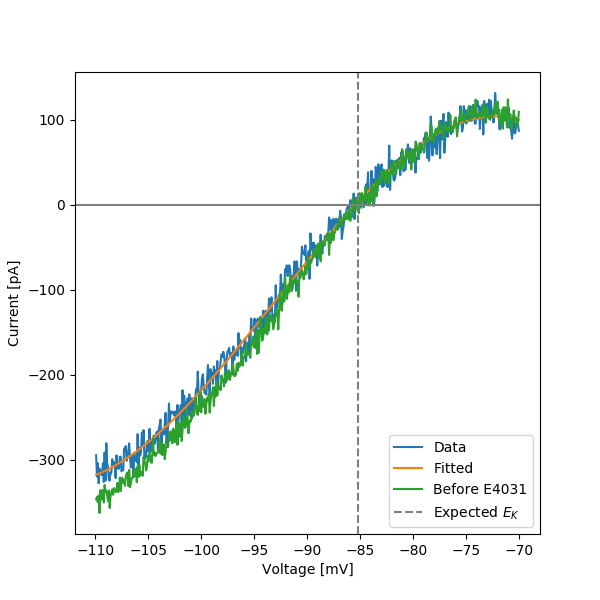 100
0
−100
−200
−300
Current [pA]
Data
Fitted
Before E4031
Expected E_K
−110 −105 −100 −95 −90 −85 −80 −75 −70
Voltage [mV]